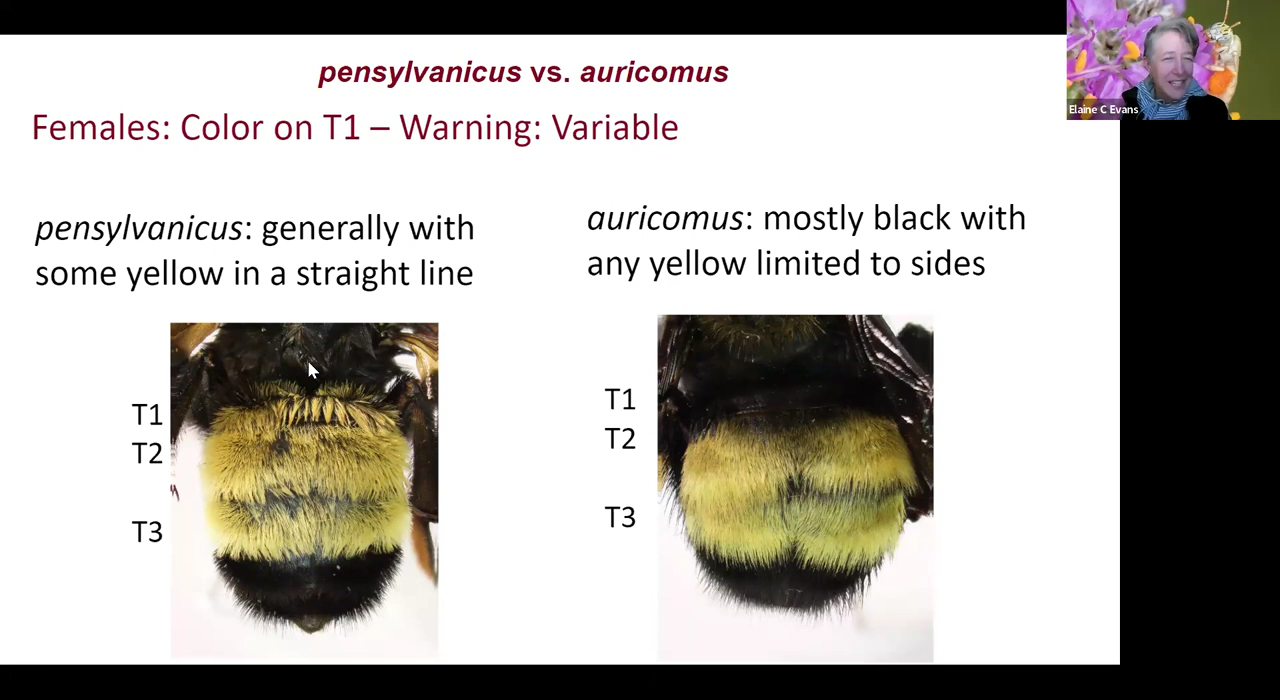 pensylvanicus vs. auricomus
Elaine C Evans
Females: Color on T1 – Warning: Variable
pensylvanicus: generally with
some yellow in a straight line
auricomus: mostly black with
any yellow limited to sides
T1
T2
T3
T1
T2
T3